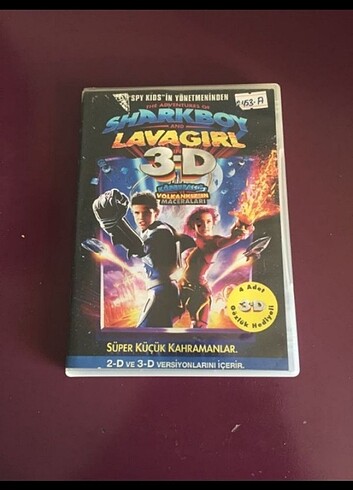 "SPY KIDS"İN YÖNETMENİNDEN
THE ADVENTURES OF
SHARKBOY
AND
LAVAGIRL
3-D
VOLKANKIZIN
MACERALARI
4 Adet
3D
Gözlük Hediyeli
SÜPER KÜÇÜK KAHRAMANLAR.
2-D VE 3-D VERSİYONLARINI İÇERİR.